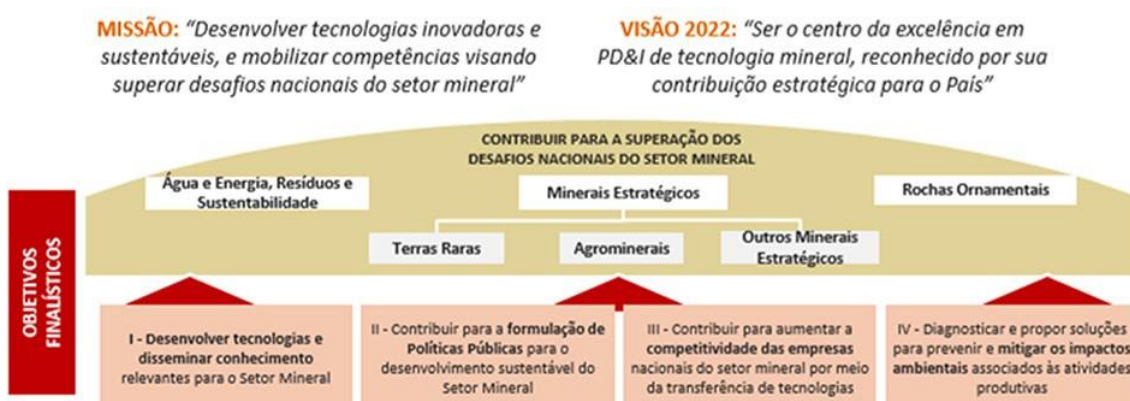 MISSÃO: “Desenvolver tecnologias inovadoras e
sustentáveis, e mobilizar competências visando
superar desafios nacionais do setor mineral”
VISÃO 2022: “Ser o centro da excelência em
PD&I de tecnologia mineral, reconhecido por sua
contribuição estratégica para o País”
CONTRIBUIR PARA A SUPERAÇÃO DOS
DESAFIOS NACIONAIS DO SETOR MINERAL
Água e Energia, Resíduos e
Sustentabilidade
Minerais Estratégicos
Rochas Ornamentais
Terras Raras
Agrominerais
Outros Minerais
Estratégicos
OBJETIVOS
FINALÍSTICOS
I - Desenvolver tecnologias e
disseminar conhecimento
relevantes para o Setor Mineral
II - Contribuir para a formulação de
Políticas Públicas para o
desenvolvimento sustentável do
Setor Mineral
III - Contribuir para aumentar a
competitividade das empresas
nacionais do setor mineral por meio
da transferência de tecnologias
IV - Diagnosticar e propor soluções
para prevenir e mitigar os impactos
ambientais associados às atividades
produtivas